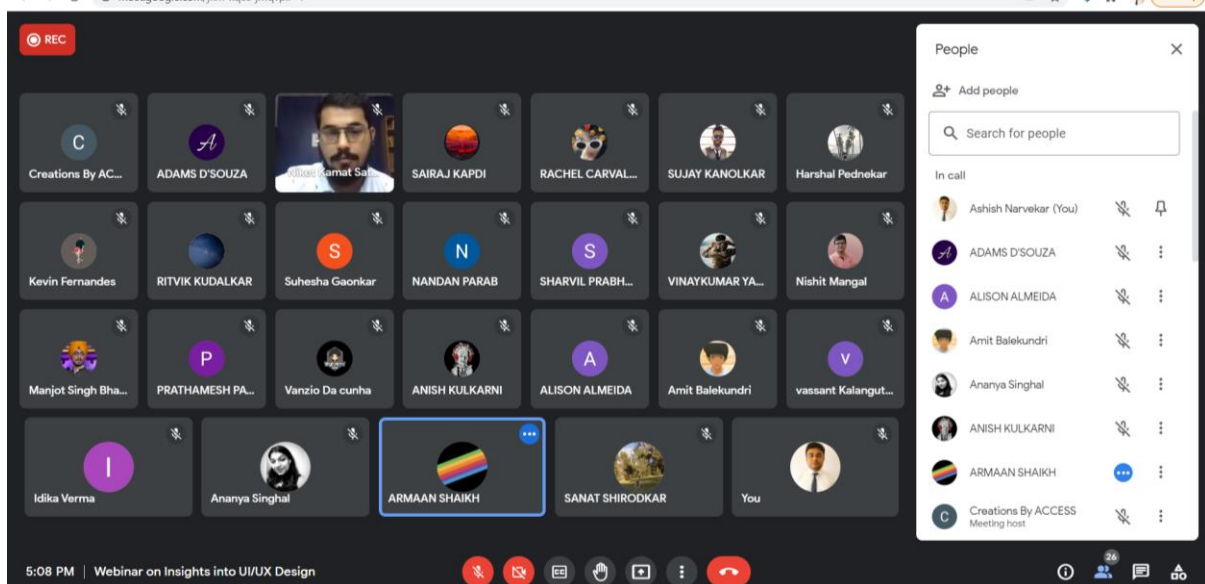 REC
People
Add people
Search for people
In call
Ashish Narvekar (You)
ADAMS D'SOUZA
ALISON ALMEIDA
Amit Balekundri
Ananya Singhal
ANISH KULKARNI
ARMAAN SHAIKH
Creations By ACCESS
Meeting host
C
Creations By AC...
A
ADAMS D'SOUZA
Niket Kamat Sat...
SAIRAJ KAPDI
RACHEL CARVAL...
SUJAY KANOLKAR
Harshal Pednekar
Kevin Fernandes
RITVIK KUDALKAR
S
Suhesha Gaonkar
N
NANDAN PARAB
S
SHARVIL PRABH...
VINAYKUMAR YA...
Nishit Mangal
Manjot Singh Bha...
P
PRATHAMESH PA...
Vanzio Da cunha
ANISH KULKARNI
A
ALISON ALMEIDA
Amit Balekundri
v
vassant Kalangut...
I
Idika Verma
Ananya Singhal
ARMAAN SHAIKH
SANAT SHIRODKAR
You
5:08 PM | Webinar on Insights into UI/UX Design
26